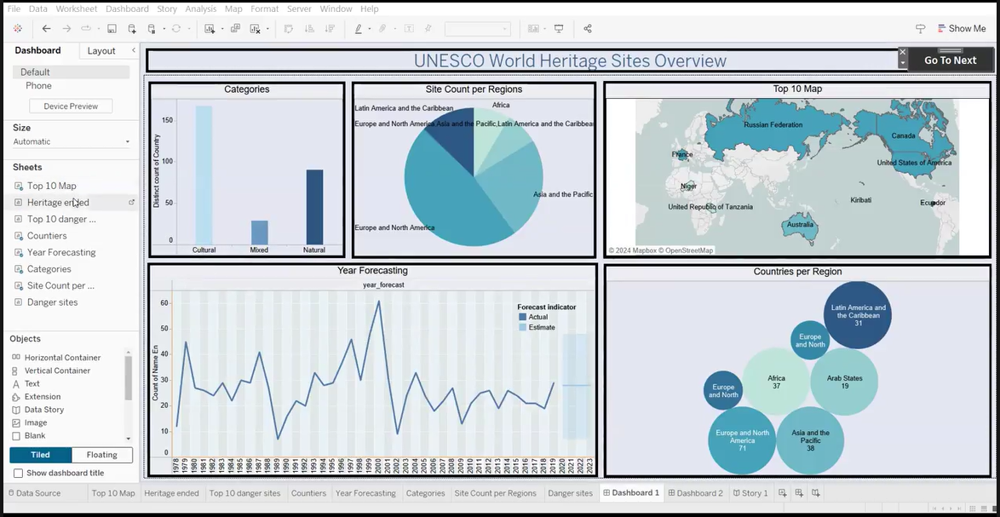 File Data Worksheet Dashboard Story Analysis Map Format Server Window Help
Show Me
Dashboard Layout
Default
Phone
Device Preview
Size
Automatic
Sheets
Top 10 Map
Heritage ended
Top 10 danger ...
Countiers
Year Forecasting
Categories
Site Count per ...
Danger sites
Objects
Horizontal Container
Vertical Container
Text
Extension
Data Story
Image
Blank
Tiled Floating
Show dashboard title
UNESCO World Heritage Sites Overview
Go To Next
Categories
Distinct count of Country
150
100
50
0
Cultural Mixed Natural
Site Count per Regions
Latin America and the Caribbean
Africa
Europe and North America Asia and the Pacific,Latin America and the Caribbean
Asia and the Pacific
Europe and North America
Top 10 Map
Russian Federation
Canada
France
United States of America
Niger
Kiribati
Ecuador
United Republic of Tanzania
Australia
© 2024 Mapbox © OpenStreetMap
Year Forecasting
year_forecast
Count of Name En
60
50
40
30
20
10
0
Forecast indicator
Actual
Estimate
1978 1979 1980 1981 1982 1983 1984 1985 1986 1987 1988 1989 1990 1991 1992 1993 1994 1995 1996 1997 1998 1999 2000 2001 2002 2003 2004 2005 2006 2007 2008 2009 2010 2011 2012 2013 2014 2015 2016 2017 2018 2019 2020 2021 2022 2023
Countries per Region
Latin America and
the Caribbean
31
Europe
and North
Africa
37
Arab States
19
Europe
and North
Europe and North
America
71
Asia and the
Pacific
38
Data Source Top 10 Map Heritage ended Top 10 danger sites Countiers Year Forecasting Categories Site Count per Regions Danger sites Dashboard 1 Dashboard 2 Story 1